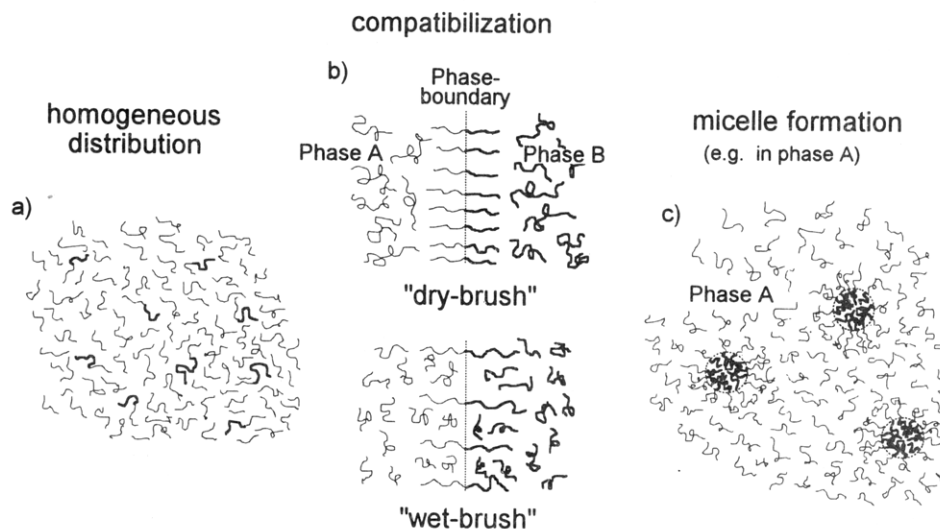 compatibilization
homogeneous
distribution
a)
b)
Phase-
boundary
Phase A
Phase B
"dry-brush"
"wet-brush"
micelle formation
(e.g. in phase A)
c)
Phase A